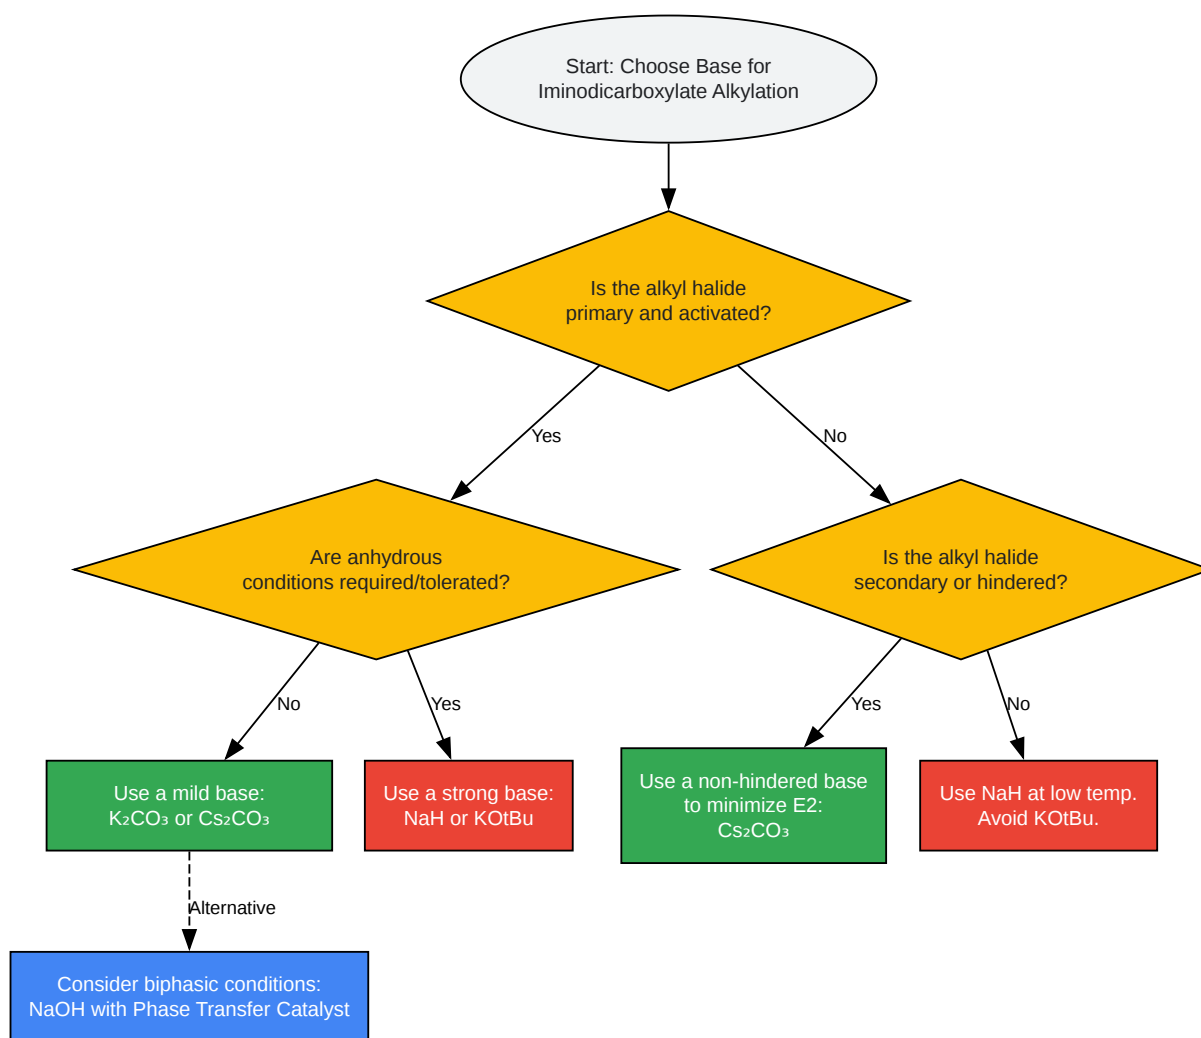 Start: Choose Base for
Iminodicarboxylate Alkylation
Is the alkyl halide
primary and activated?
Yes
No
Are anhydrous
conditions required/tolerated?
Is the alkyl halide
secondary or hindered?
No
Yes
Yes
No
Use a mild base:
K₂CO₃ or Cs₂CO₃
Use a strong base:
NaH or KOtBu
Use a non-hindered base
to minimize E2:
Cs₂CO₃
Use NaH at low temp.
Avoid KOtBu.
Alternative
Consider biphasic conditions:
NaOH with Phase Transfer Catalyst